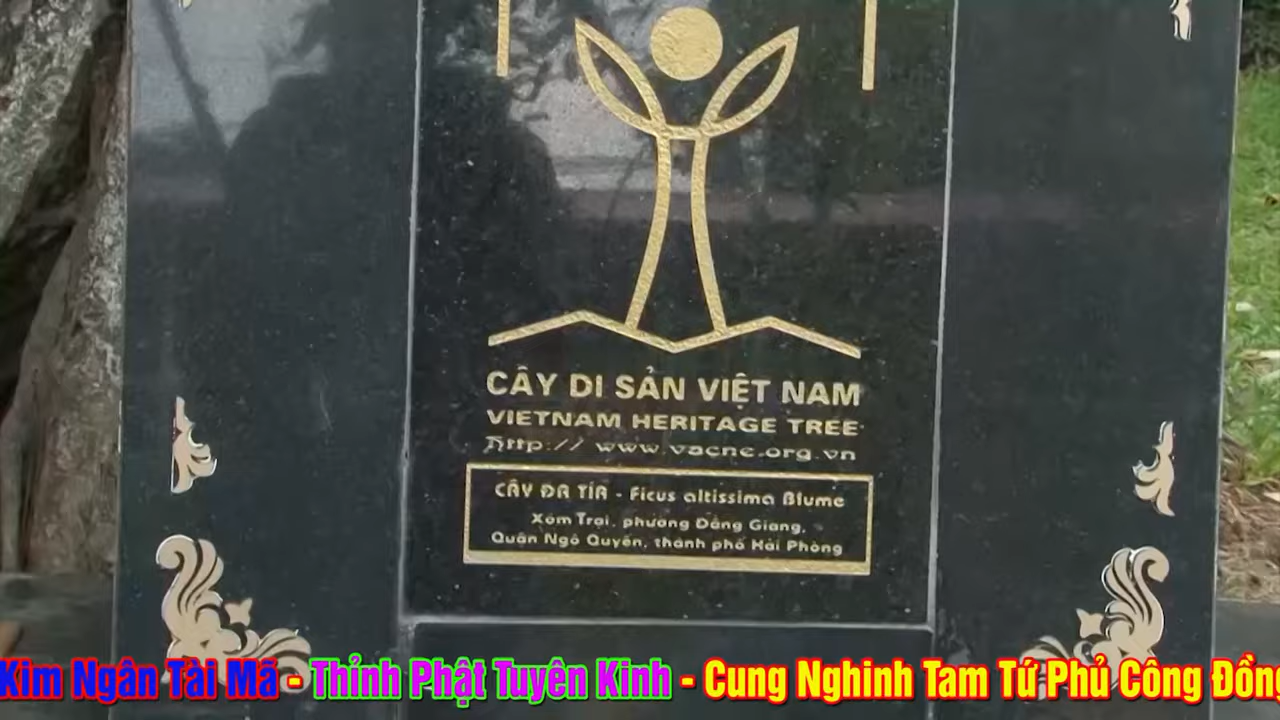 CÂY DI SẢN VIỆT NAM
VIETNAM HERITAGE TREE
http:// www.vacne.org.vn
CÂY ĐA TÍA - Ficus altissima Blume
Xóm Trại, phường Đằng Giang,
Quận Ngô Quyền, thành phố Hải Phòng
Kim Ngân Tài Mã - Thỉnh Phật Tuyên Kinh - Cung Nghinh Tam Tứ Phủ Công Đồng